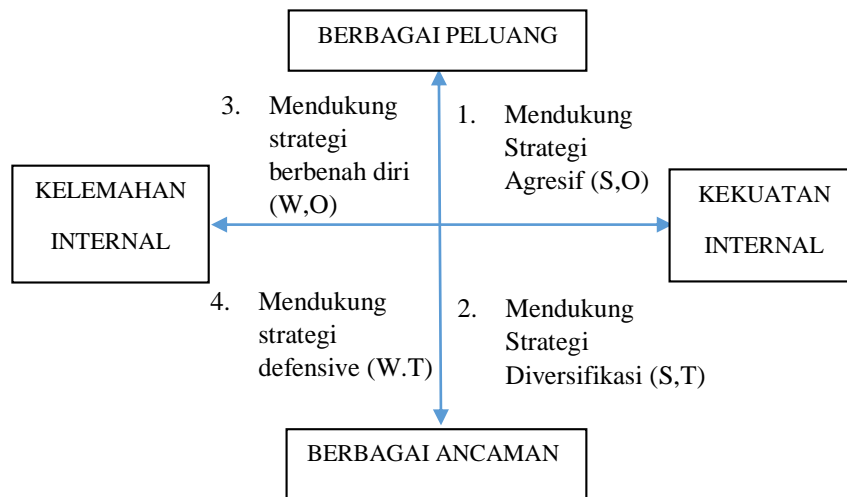 BERBAGAI PELUANG
3. Mendukung
strategi
berbenah diri
(W,O)
1. Mendukung
Strategi
Agresif (S,O)
KELEMAHAN
INTERNAL
KEKUATAN
INTERNAL
4. Mendukung
strategi
defensive (W.T)
2. Mendukung
Strategi
Diversifikasi (S,T)
BERBAGAI ANCAMAN